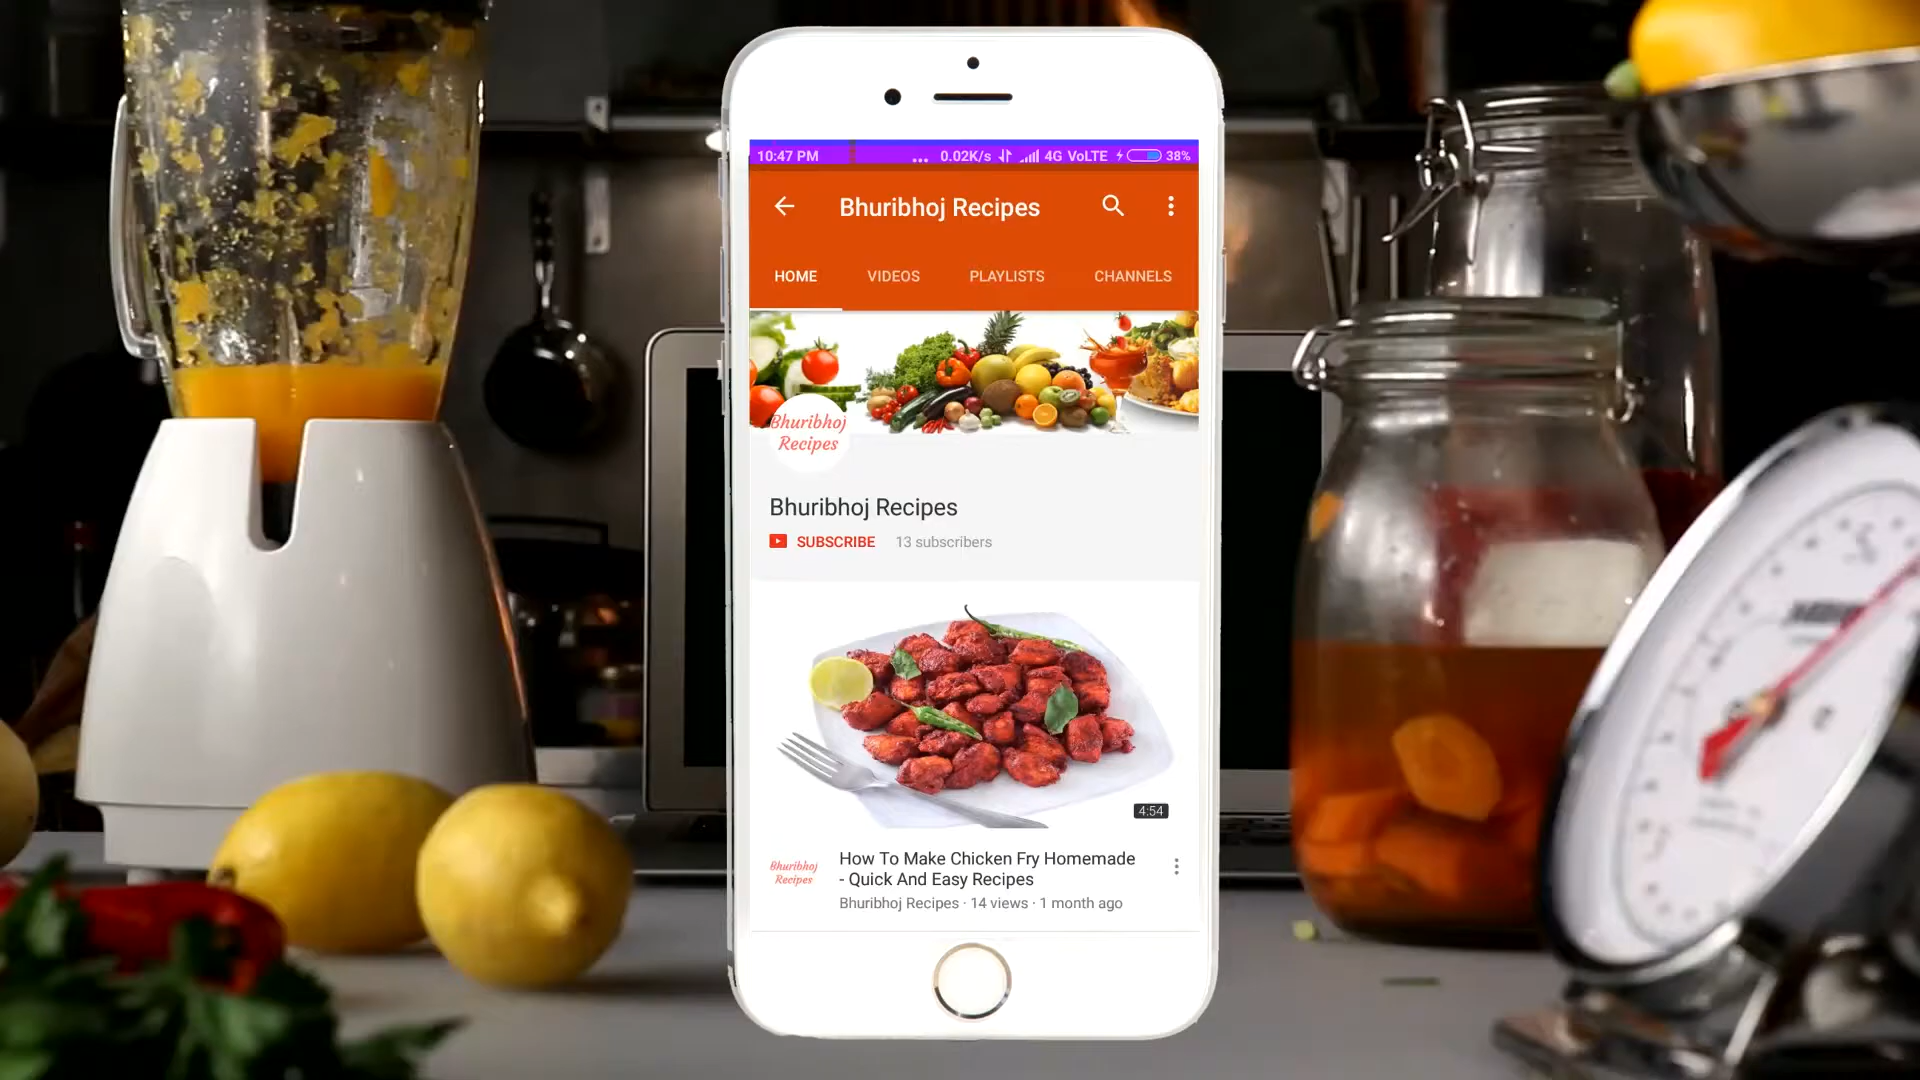 10:47 PM ... 0.02K/s 4G VoLTE 38%
Bhuribhoj Recipes
HOME VIDEOS PLAYLISTS CHANNELS
Bhuribhoj
Recipes
Bhuribhoj Recipes
SUBSCRIBE 13 subscribers
4:54
Bhuribhoj
Recipes
How To Make Chicken Fry Homemade
- Quick And Easy Recipes
Bhuribhoj Recipes · 14 views · 1 month ago